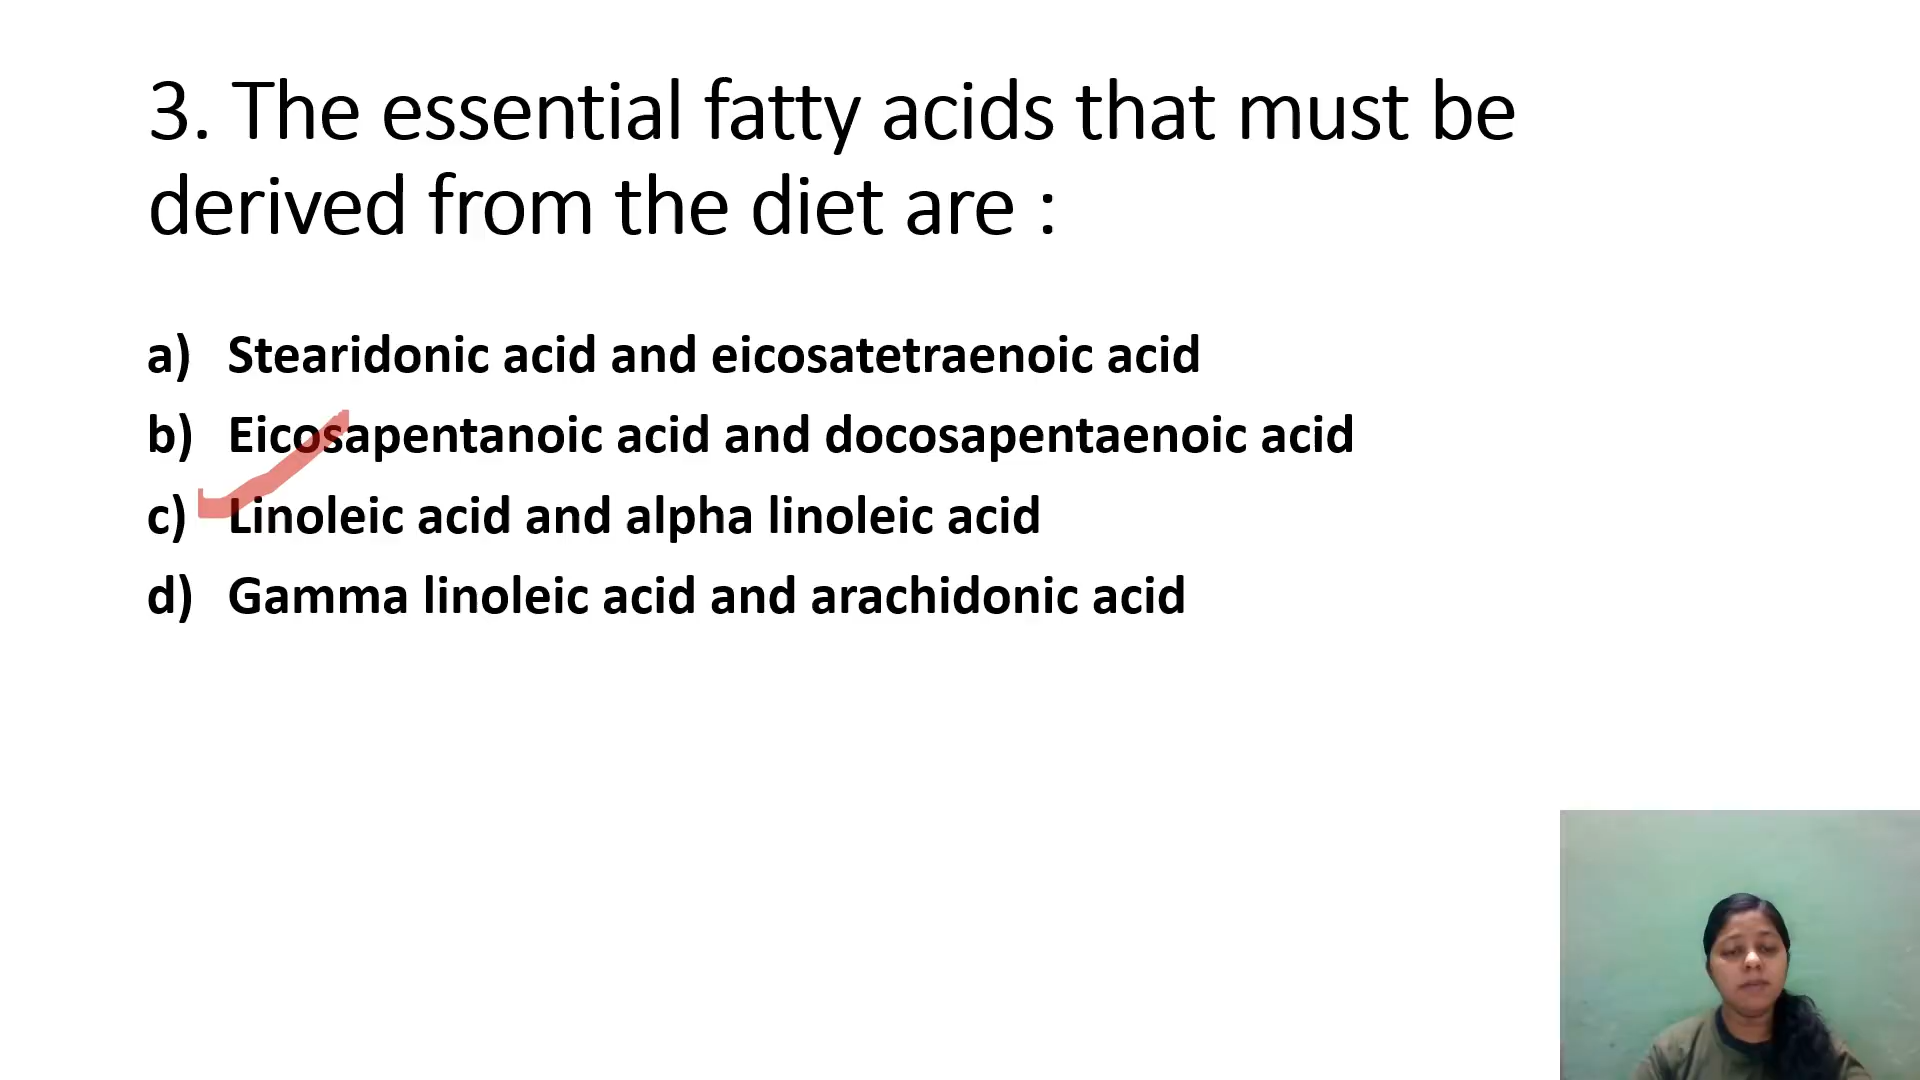 3. The essential fatty acids that must be
derived from the diet are :
a) Stearidonic acid and eicosatetraenoic acid
b) Eicosapentanoic acid and docosapentaenoic acid
c) Linoleic acid and alpha linoleic acid
d) Gamma linoleic acid and arachidonic acid